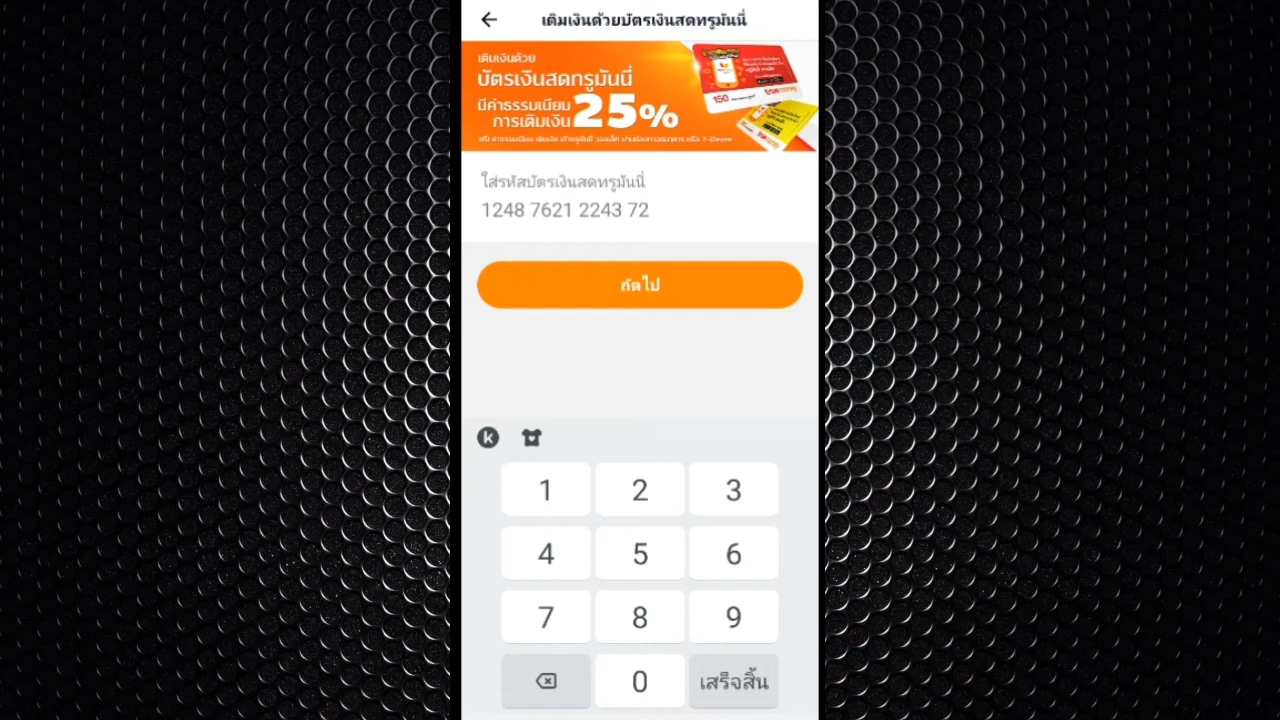 เติมเงินด้วยบัตรเงินสดทรูมันนี่
เติมเงินด้วย
บัตรเงินสดทรูมันนี่
มีค่าธรรมเนียม
การเติมเงิน 25%
150
truemoney
ใส่รหัสบัตรเงินสดทรูมันนี่
1248 7621 2243 72
ถัดไป
1 2 3
4 5 6
7 8 9
0 เสร็จสิ้น